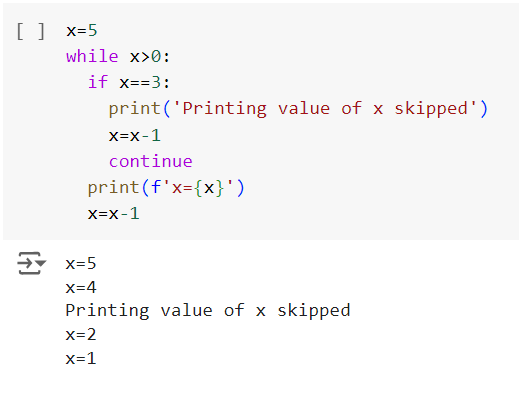 [ ] x=5
while x>0:
  if x==3:
    print('Printing value of x skipped')
    x=x-1
    continue
  print(f'x={x}')
  x=x-1
x=5
x=4
Printing value of x skipped
x=2
x=1